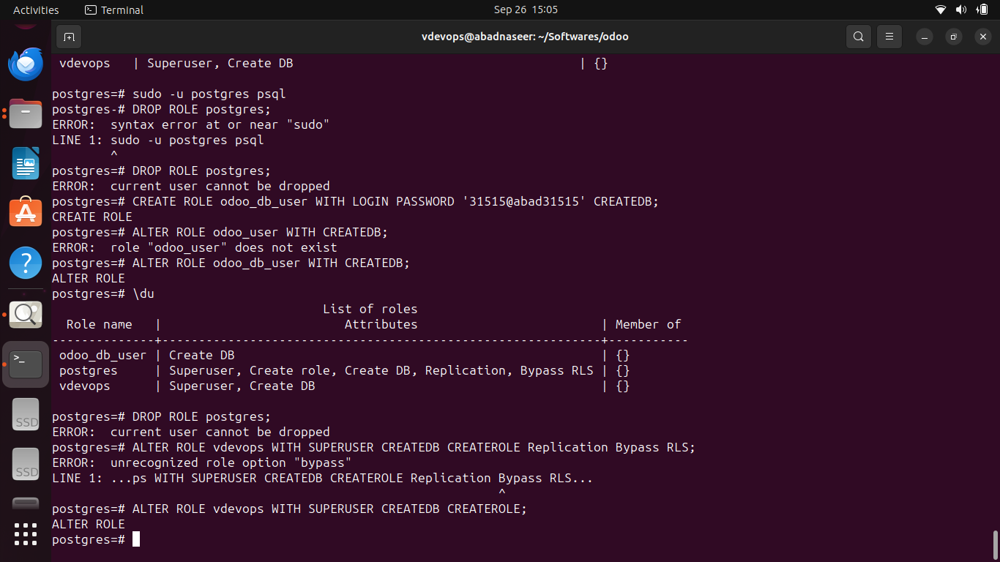 Activities
Terminal
Sep 26 15:05
vdevops@abadnaseer: ~/Softwares/odoo
 vdevops   | Superuser, Create DB                                       | {}
postgres=# sudo -u postgres psql
postgres-# DROP ROLE postgres;
ERROR:  syntax error at or near "sudo"
LINE 1: sudo -u postgres psql
        ^
postgres=# DROP ROLE postgres;
ERROR:  current user cannot be dropped
postgres=# CREATE ROLE odoo_db_user WITH LOGIN PASSWORD '31515@abad31515' CREATEDB;
CREATE ROLE
postgres=# ALTER ROLE odoo_user WITH CREATEDB;
ERROR:  role "odoo_user" does not exist
postgres=# ALTER ROLE odoo_db_user WITH CREATEDB;
ALTER ROLE
postgres=# \du
                                     List of roles
  Role name   |                         Attributes                         | Member of
--------------+------------------------------------------------------------+-----------
 odoo_db_user | Create DB                                                  | {}
 postgres     | Superuser, Create role, Create DB, Replication, Bypass RLS | {}
 vdevops      | Superuser, Create DB                                       | {}
postgres=# DROP ROLE postgres;
ERROR:  current user cannot be dropped
postgres=# ALTER ROLE vdevops WITH SUPERUSER CREATEDB CREATEROLE Replication Bypass RLS;
ERROR:  unrecognized role option "bypass"
LINE 1: ...ps WITH SUPERUSER CREATEDB CREATEROLE Replication Bypass RLS...
                                                             ^
postgres=# ALTER ROLE vdevops WITH SUPERUSER CREATEDB CREATEROLE;
ALTER ROLE
postgres=#
SSD
SSD